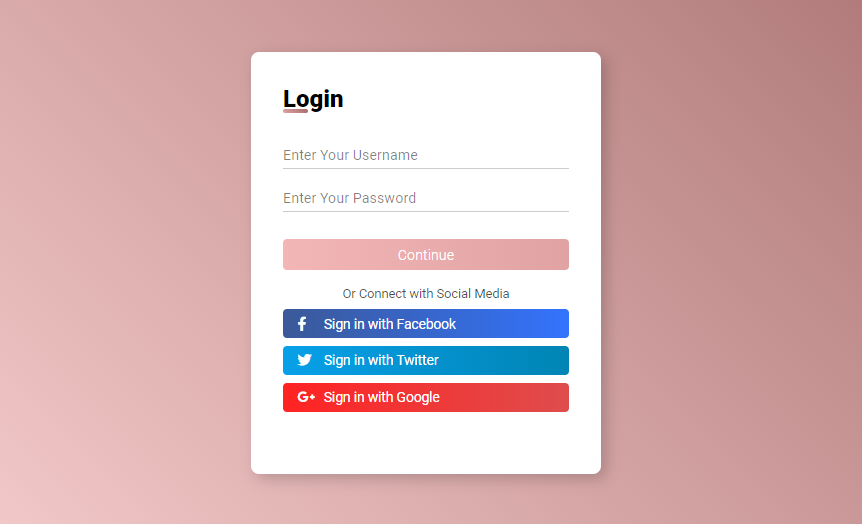 Login
Enter Your Username
Enter Your Password
Continue
Or Connect with Social Media
Sign in with Facebook
Sign in with Twitter
Sign in with Google